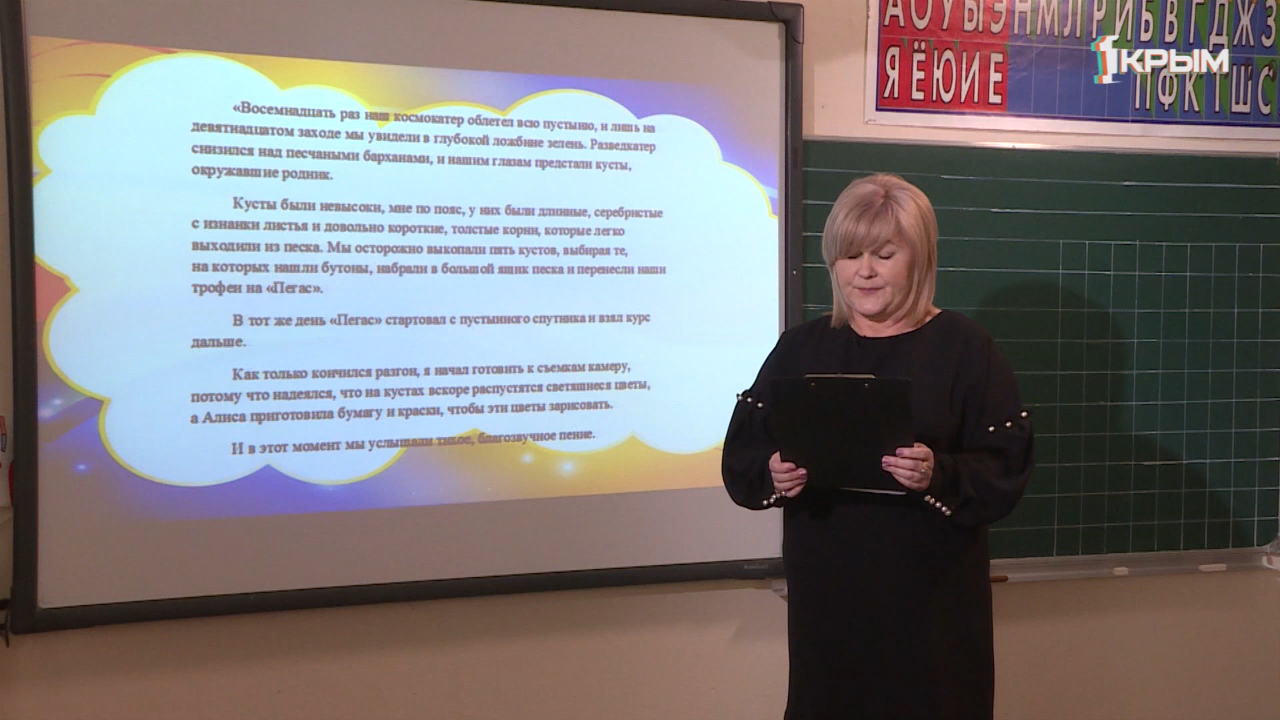 «Восемнадцать раз наш космокатер облетел всю пустыню, и лишь на
девятнадцатом заходе мы увидели в глубокой ложбине зелень. Разведкатер
снизился над песчаными барханами, и нашим глазам предстали кусты,
окружавшие родник.
Кусты были невысоки, мне по пояс, у них были длинные, серебристые
с изнанки листья и довольно короткие, толстые корни, которые легко
выходили из песка. Мы осторожно выкопали пять кустов, выбирая те,
на которых нашли бутоны, набрали в большой ящик песка и перенесли наши
трофеи на «Пегас».
В тот же день «Пегас» стартовал с пустынного спутника и взял курс
дальше.
Как только кончился разгон, я начал готовить к съемкам камеру,
потому что надеялся, что на кустах вскоре распустятся светящиеся цветы,
а Алиса приготовила бумагу и краски, чтобы эти цветы зарисовать.
И в этот момент мы услышали тихое, благозвучное пение.
А О У Ы Э Н М Л Р Й Б В Г Д Ж З
Я Ё Ю И Е П Ф К Т Ш С
1 КРЫМ